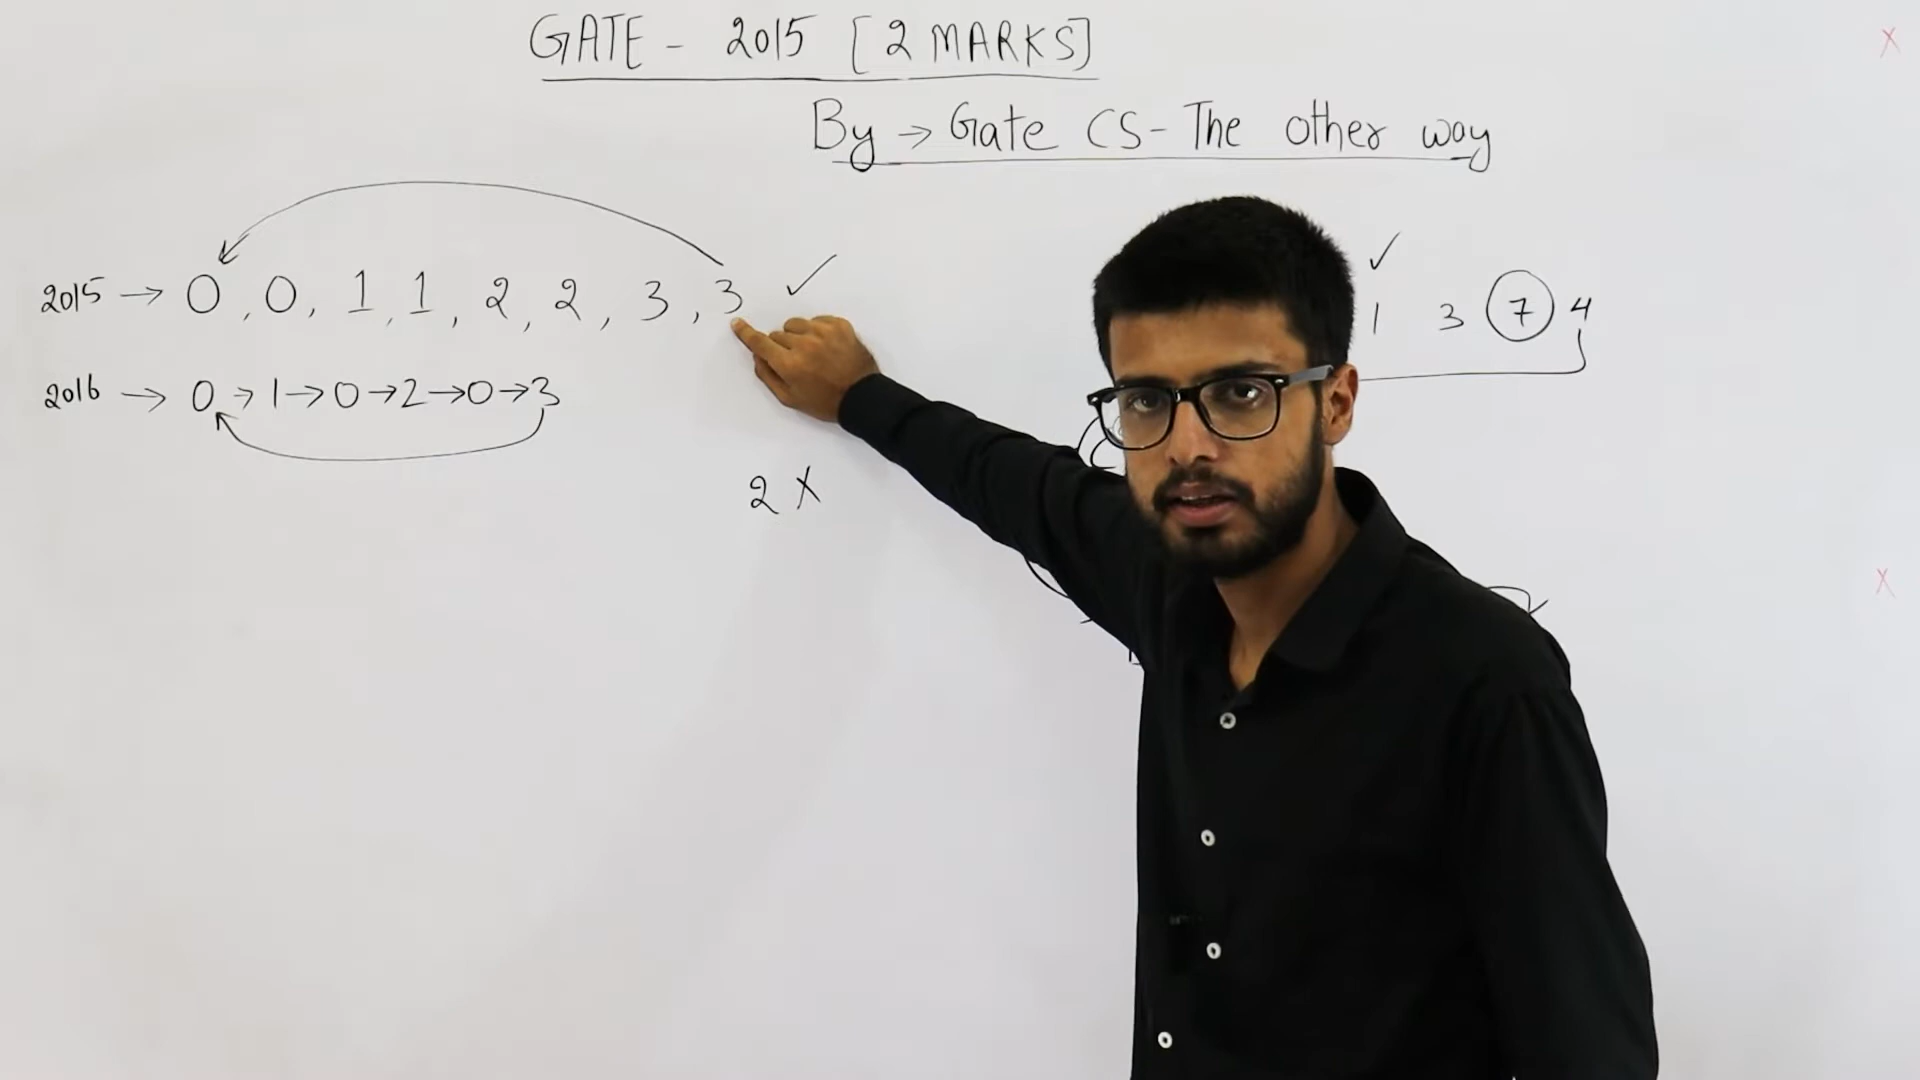 GATE - 2015 [2 MARKS]
By → Gate CS - The other way
2015 → 0, 0, 1, 1, 2, 2, 3, 3 ✓
✓
1 3 7 4
2016 → 0 → 1 → 0 → 2 → 0 → 3
2 X